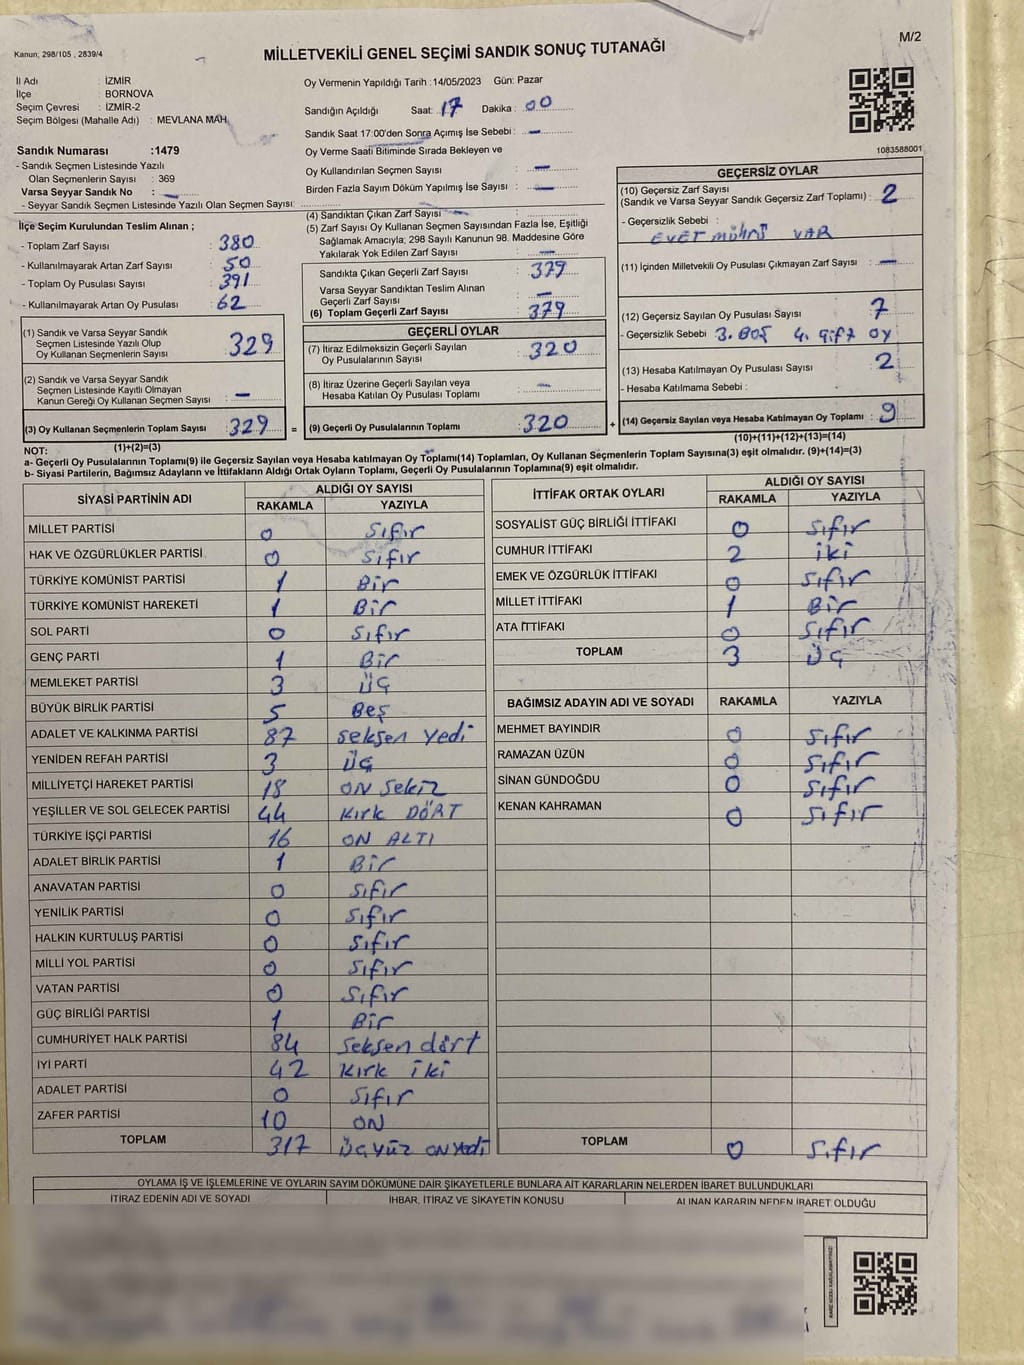 M/2
Kanun; 298/105 , 2839/4
MİLLETVEKİLİ GENEL SEÇİMİ SANDIK SONUÇ TUTANAĞI
İl Adı : İZMİR
İlçe : BORNOVA
Seçim Çevresi : İZMİR-2
Seçim Bölgesi (Mahalle Adı) : MEVLANA MAH.
Sandık Numarası :1479
- Sandık Seçmen Listesinde Yazılı
Olan Seçmenlerin Sayısı : 369
Varsa Seyyar Sandık No : -
- Seyyar Sandık Seçmen Listesinde Yazılı Olan Seçmen Sayısı:
Oy Vermenin Yapıldığı Tarih :14/05/2023 Gün: Pazar
Sandığın Açıldığı Saat: 17 Dakika : 00
Sandık Saat 17:00'den Sonra Açımış İse Sebebi : -
Oy Verme Saati Bitiminde Sırada Bekleyen ve
Oy Kullandırılan Seçmen Sayısı : -
Birden Fazla Sayım Döküm Yapılmış İse Sayısı : -
1083588001
İlçe Seçim Kurulundan Teslim Alınan ;
- Toplam Zarf Sayısı : 380
- Kullanılmayarak Artan Zarf Sayısı : 50
- Toplam Oy Pusulası Sayısı : 391
- Kullanılmayarak Artan Oy Pusulası : 62
(1) Sandık ve Varsa Seyyar Sandık
Seçmen Listesinde Yazılı Olup
Oy Kullanan Seçmenlerin Sayısı : 329
(2) Sandık ve Varsa Seyyar Sandık
Seçmen Listesinde Kayıtlı Olmayan
Kanun Gereği Oy Kullanan Seçmen Sayısı : -
(3) Oy Kullanan Seçmenlerin Toplam Sayısı : 329
(1)+(2)=(3)
(4) Sandıktan Çıkan Zarf Sayısı : -
(5) Zarf Sayısı Oy Kullanan Seçmen Sayısından Fazla İse, Eşitliği
Sağlamak Amacıyla; 298 Sayılı Kanunun 98. Maddesine Göre
Yakılarak Yok Edilen Zarf Sayısı : -
Sandıkta Çıkan Geçerli Zarf Sayısı : 379
Varsa Seyyar Sandıktan Teslim Alınan
Geçerli Zarf Sayısı : -
(6) Toplam Geçerli Zarf Sayısı : 379
GEÇERLİ OYLAR
(7) İtiraz Edilmeksizin Geçerli Sayılan
Oy Pusulalarının Sayısı : 320
(8) İtiraz Üzerine Geçerli Sayılan veya
Hesaba Katılan Oy Pusulası Toplamı : -
= (9) Geçerli Oy Pusulalarının Toplamı : 320
GEÇERSİZ OYLAR
(10) Geçersiz Zarf Sayısı
(Sandık ve Varsa Seyyar Sandık Geçersiz Zarf Toplamı) : 2
- Geçersizlik Sebebi :
EVET MÜHRÜ VAR
(11) İçinden Milletvekili Oy Pusulası Çıkmayan Zarf Sayısı : -
(12) Geçersiz Sayılan Oy Pusulası Sayısı : 7
- Geçersizlik Sebebi : 3. BOŞ 4. Çift OY
(13) Hesaba Katılmayan Oy Pusulası Sayısı : 2
- Hesaba Katılmama Sebebi :
+ (14) Geçersiz Sayılan veya Hesaba Katılmayan Oy Toplamı : 9
(10)+(11)+(12)+(13)=(14)
NOT:
a- Geçerli Oy Pusulalarının Toplamı(9) ile Geçersiz Sayılan veya Hesaba Katılmayan Oy Toplamı(14) Toplamları, Oy Kullanan Seçmenlerin Toplam Sayısına(3) eşit olmalıdır. (9)+(14)=(3)
b- Siyasi Partilerin, Bağımsız Adayların ve İttifakların Aldığı Ortak Oyların Toplamı, Geçerli Oy Pusulalarının Toplamına(9) eşit olmalıdır.
SİYASİ PARTİNİN ADI ALDIĞI OY SAYISI
RAKAMLA YAZIYLA
MİLLET PARTİSİ 0 Sıfır
HAK VE ÖZGÜRLÜKLER PARTİSİ 0 Sıfır
TÜRKİYE KOMÜNİST PARTİSİ 1 Bir
TÜRKİYE KOMÜNİST HAREKETİ 1 Bir
SOL PARTİ 0 Sıfır
GENÇ PARTİ 1 Bir
MEMLEKET PARTİSİ 3 ÜÇ
BÜYÜK BİRLİK PARTİSİ 5 Beş
ADALET VE KALKINMA PARTİSİ 87 seksen yedi
YENİDEN REFAH PARTİSİ 3 ÜÇ
MİLLİYETÇİ HAREKET PARTİSİ 18 ON Sekiz
YEŞİLLER VE SOL GELECEK PARTİSİ 44 Kırk DÖRT
TÜRKİYE İŞÇİ PARTİSİ 16 ON ALTI
ADALET BİRLİK PARTİSİ 1 Bir
ANAVATAN PARTİSİ 0 Sıfır
YENİLİK PARTİSİ 0 Sıfır
HALKIN KURTULUŞ PARTİSİ 0 Sıfır
MİLLİ YOL PARTİSİ 0 Sıfır
VATAN PARTİSİ 0 Sıfır
GÜÇ BİRLİĞİ PARTİSİ 1 Bir
CUMHURİYET HALK PARTİSİ 84 Seksen dört
İYİ PARTİ 42 Kırk iki
ADALET PARTİSİ 0 Sıfır
ZAFER PARTİSİ 10 ON
TOPLAM 317 Üçyüz onyedi
İTTİFAK ORTAK OYLARI ALDIĞI OY SAYISI
RAKAMLA YAZIYLA
SOSYALİST GÜÇ BİRLİĞİ İTTİFAKI 0 Sıfır
CUMHUR İTTİFAKI 2 iki
EMEK VE ÖZGÜRLÜK İTTİFAKI 0 Sıfır
MİLLET İTTİFAKI 1 Bir
ATA İTTİFAKI 0 Sıfır
TOPLAM 3 ÜÇ
BAĞIMSIZ ADAYIN ADI VE SOYADI RAKAMLA YAZIYLA
MEHMET BAYINDIR 0 Sıfır
RAMAZAN ÜZÜN 0 Sıfır
SİNAN GÜNDOĞDU 0 Sıfır
KENAN KAHRAMAN 0 Sıfır
TOPLAM 0 Sıfır
OYLAMA İŞ VE İŞLEMLERİNE VE OYLARIN SAYIM DÖKÜMÜNE DAİR ŞİKAYETLERLE BUNLARA AİT KARARLARIN NELERDEN İBARET BULUNDUKLARI
İTİRAZ EDENİN ADI VE SOYADI İHBAR, İTİRAZ VE ŞİKAYETİN KONUSU ALINAN KARARIN NEDEN İBARET OLDUĞU